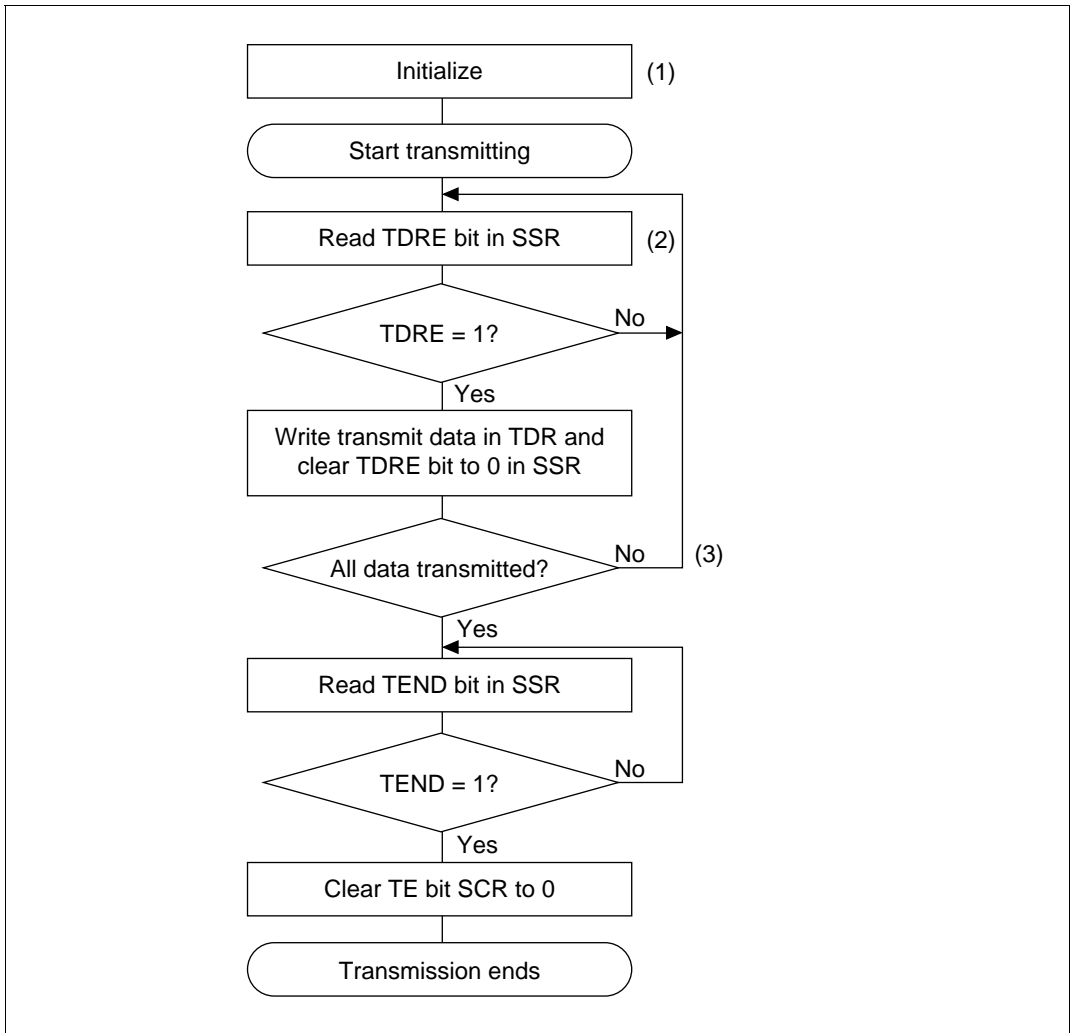 Initialize
(1)
Start transmitting
Read TDRE bit in SSR
(2)
TDRE = 1?
No
Yes
Write transmit data in TDR and
clear TDRE bit to 0 in SSR
All data transmitted?
No
(3)
Yes
Read TEND bit in SSR
TEND = 1?
No
Yes
Clear TE bit SCR to 0
Transmission ends